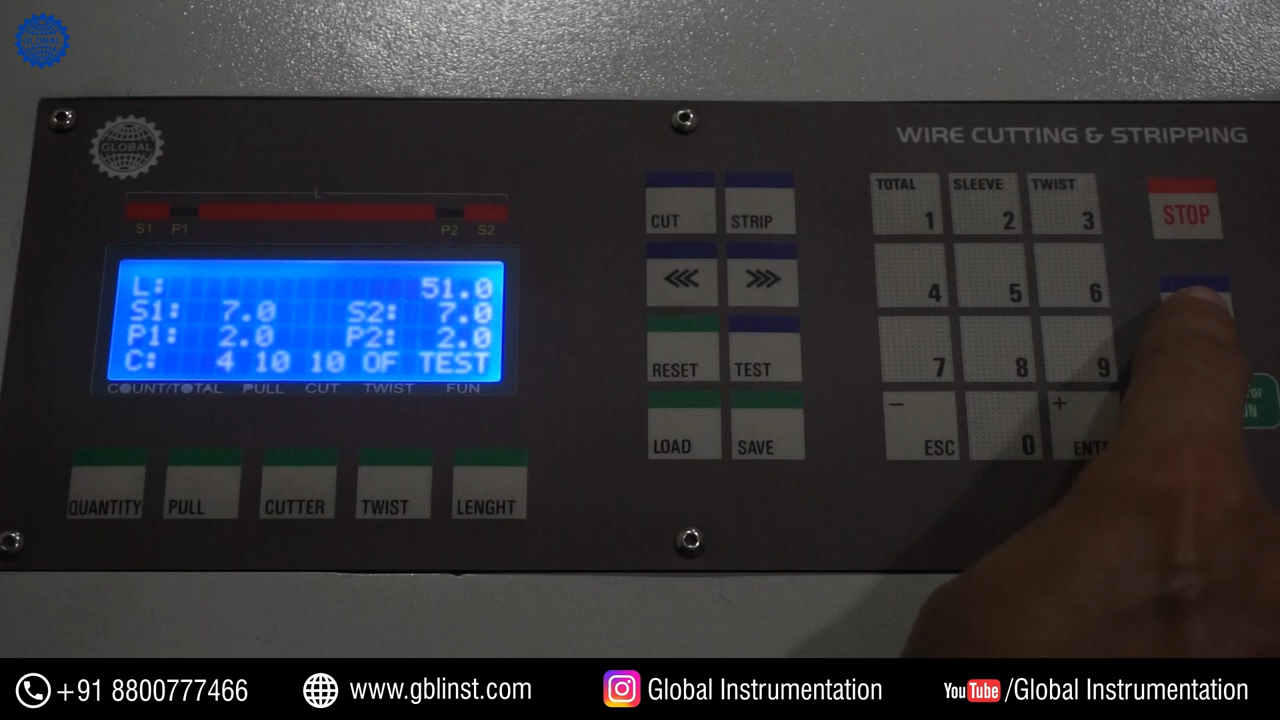 GLOBAL
WIRE CUTTING & STRIPPING
GLOBAL
L
S1 P1 P2 S2
L: 51.0
S1: 7.0 S2: 7.0
P1: 2.0 P2: 2.0
C: 4 10 10 OF TEST
COUNT/TOTAL PULL CUT TWIST FUN
QUANTITY PULL CUTTER TWIST LENGHT
CUT STRIP
<<< >>>
RESET TEST
LOAD SAVE
TOTAL 1 SLEEVE 2 TWIST 3
4 5 6
7 8 9
- ESC 0 +
STOP
+91 8800777466
www.gblinst.com
Global Instrumentation
YouTube /Global Instrumentation